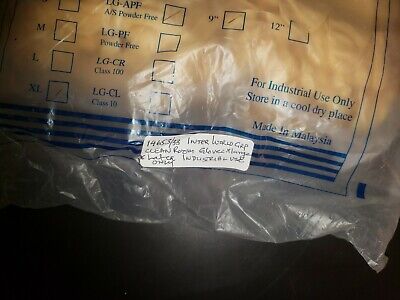 S LG-APF
A/S Powder Free 9" 12"
M LG-PF
Powder Free
L LG-CR
Class 100
XL LG-CL
Class 10
For Industrial Use Only
Store in a cool dry place
Made In Malaysia
INTER WORLD GRP
CLEAN ROOM GLOVE
LATEX INDUSTRIAL USE
ONLY